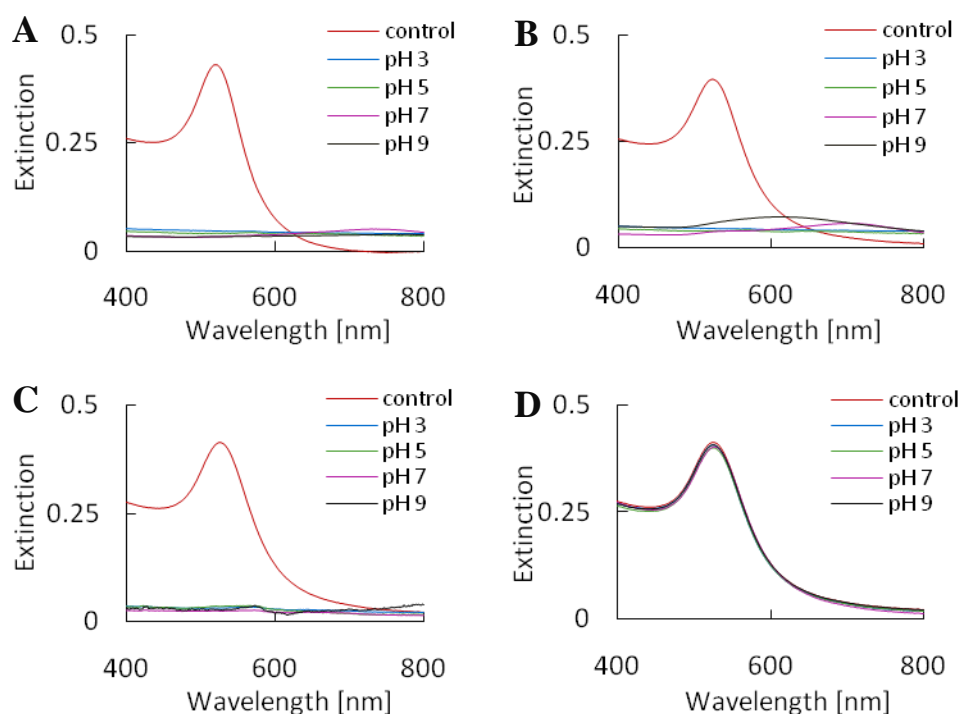 A
0.5
0.25
0
Extinction
400
600
800
Wavelength [nm]
control
pH 3
pH 5
pH 7
pH 9
B
0.5
0.25
0
Extinction
400
600
800
Wavelength [nm]
control
pH 3
pH 5
pH 7
pH 9
C
0.5
0.25
0
Extinction
400
600
800
Wavelength [nm]
control
pH 3
pH 5
pH 7
pH 9
D
0.5
0.25
0
Extinction
400
600
800
Wavelength [nm]
control
pH 3
pH 5
pH 7
pH 9